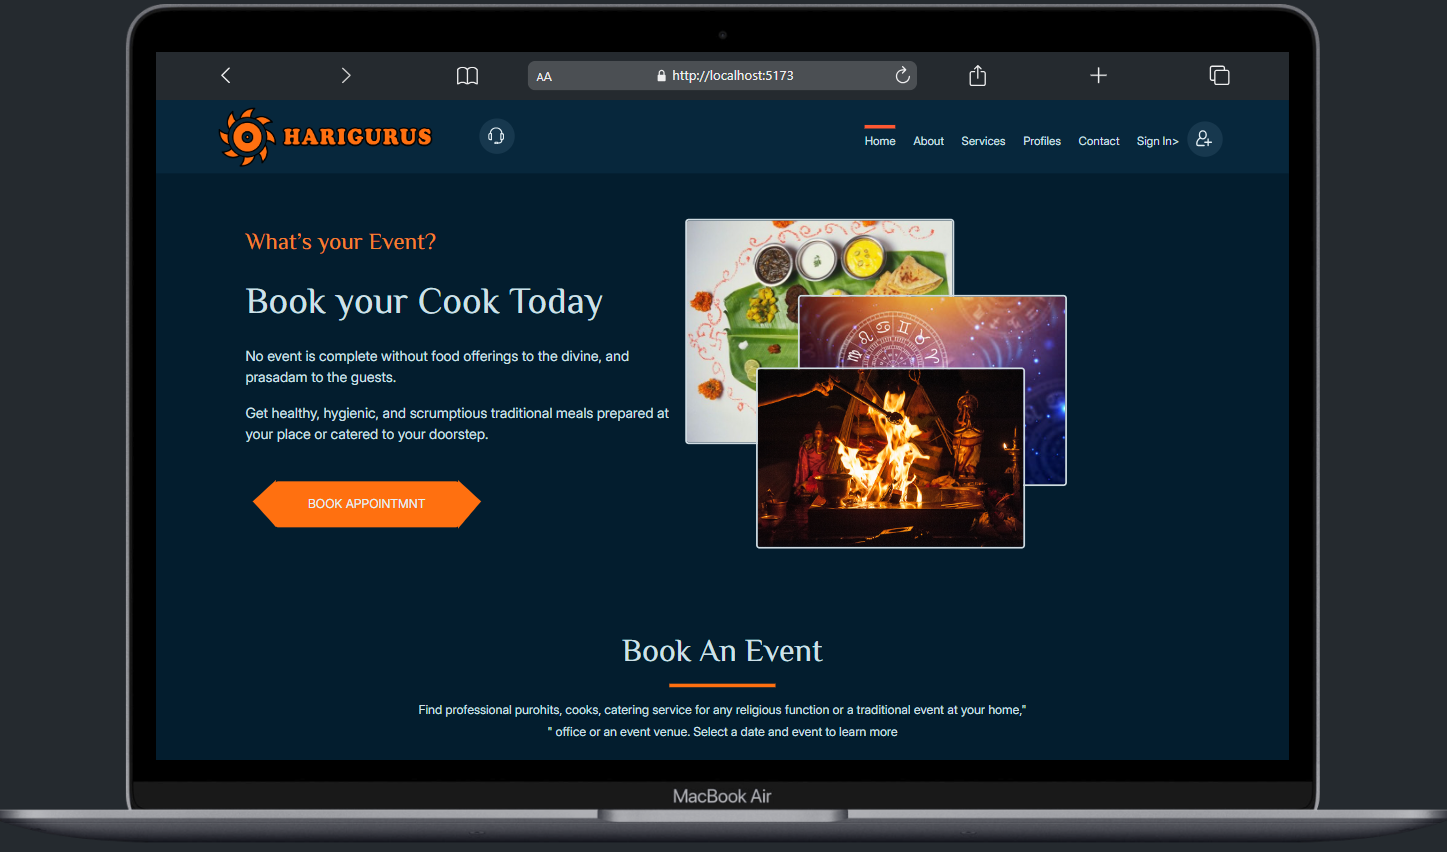 AA
http://localhost:5173
HARIGURUS
Home About Services Profiles Contact Sign In>
What's your Event?
Book your Cook Today
No event is complete without food offerings to the divine, and
prasadam to the guests.
Get healthy, hygienic, and scrumptious traditional meals prepared at
your place or catered to your doorstep.
BOOK APPOINTMNT
Book An Event
Find professional purohits, cooks, catering service for any religious function or a traditional event at your home,"
" office or an event venue. Select a date and event to learn more
MacBook Air